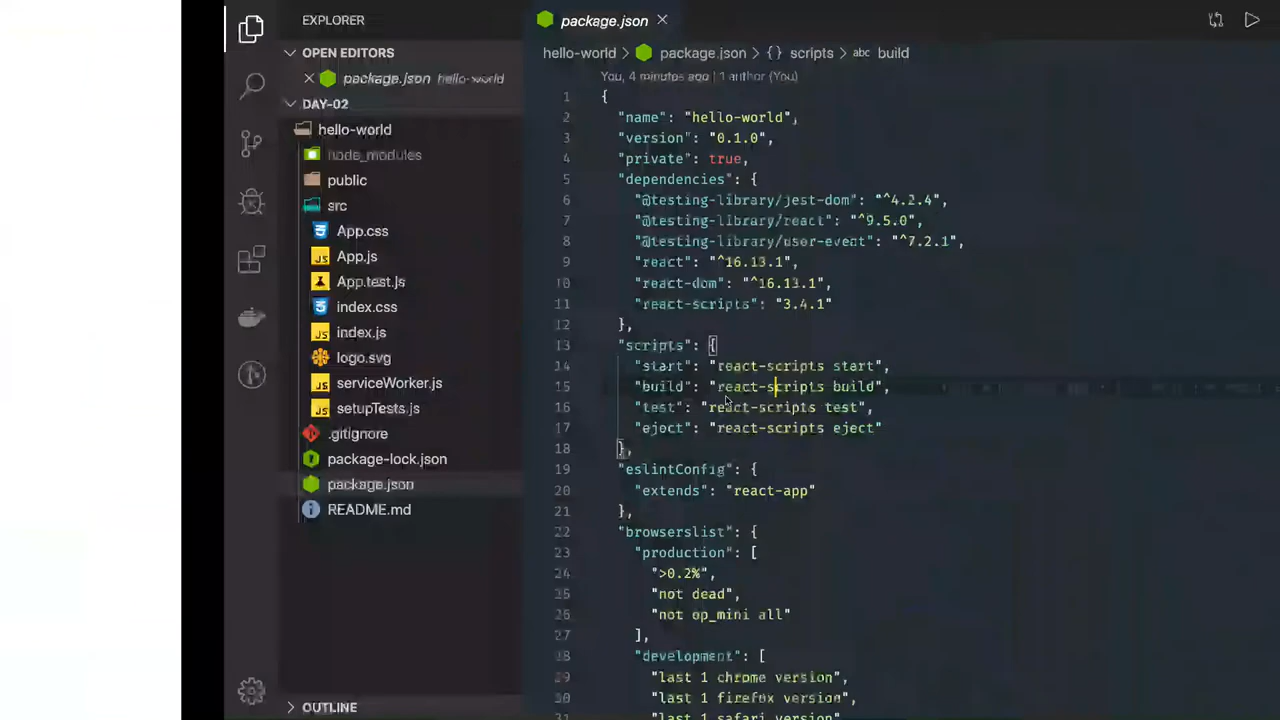 EXPLORER
OPEN EDITORS
package.json hello-world
DAY-02
hello-world
node_modules
public
src
App.css
App.js
App.test.js
index.css
index.js
logo.svg
serviceWorker.js
setupTests.js
.gitignore
package-lock.json
package.json
README.md
OUTLINE
package.json
hello-world > package.json > {} scripts > abc build
You, 4 minutes ago | 1 author (You)
1 {
2 "name": "hello-world",
3 "version": "0.1.0",
4 "private": true,
5 "dependencies": {
6 "@testing-library/jest-dom": "^4.2.4",
7 "@testing-library/react": "^9.5.0",
8 "@testing-library/user-event": "^7.2.1",
9 "react": "^16.13.1",
10 "react-dom": "^16.13.1",
11 "react-scripts": "3.4.1"
12 },
13 "scripts": {
14 "start": "react-scripts start",
15 "build": "react-scripts build",
16 "test": "react-scripts test",
17 "eject": "react-scripts eject"
18 },
19 "eslintConfig": {
20 "extends": "react-app"
21 },
22 "browserslist": {
23 "production": [
24 ">0.2%",
25 "not dead",
26 "not op_mini all"
27 ],
28 "development": [
29 "last 1 chrome version",
30 "last 1 firefox version",
31 "last 1 safari version"